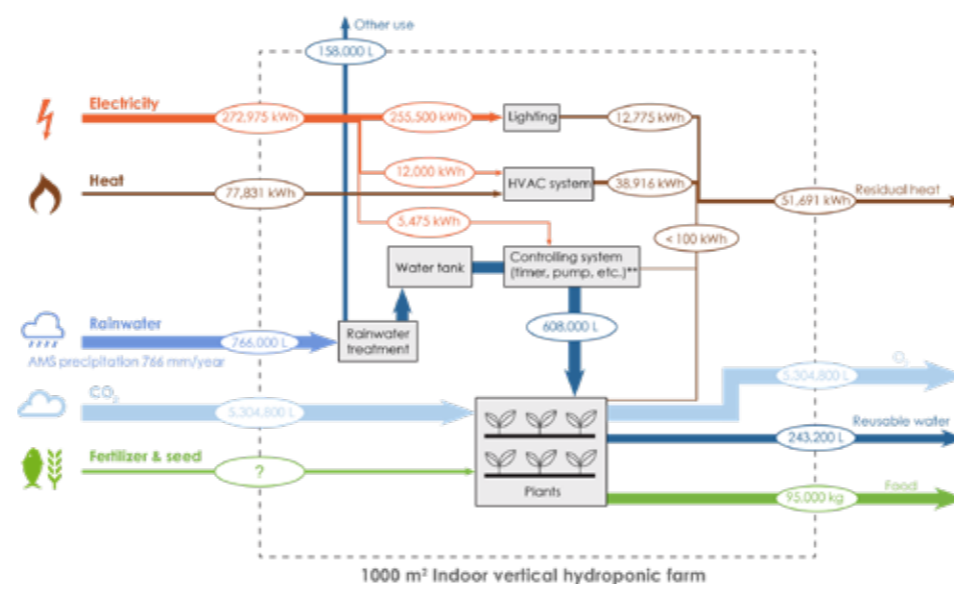 Other use
158.000 L
Electricity
272,975 kWh
255,500 kWh
Lighting
12,775 kWh
12,000 kWh
HVAC system
38,916 kWh
Heat
77,831 kWh
51,691 kWh
Residual heat
5,475 kWh
< 100 kWh
Water tank
Controlling system
(timer, pump, etc.)**
Rainwater
766,000 L
Rainwater
treatment
608.000 L
AMS precipitation 766 mm/year
O₂
5,304,800 L
CO₂
5,304,800 L
Reusable water
243,200 L
Fertilizer & seed
?
Plants
Food
95.000 kg
1000 m² Indoor vertical hydroponic farm